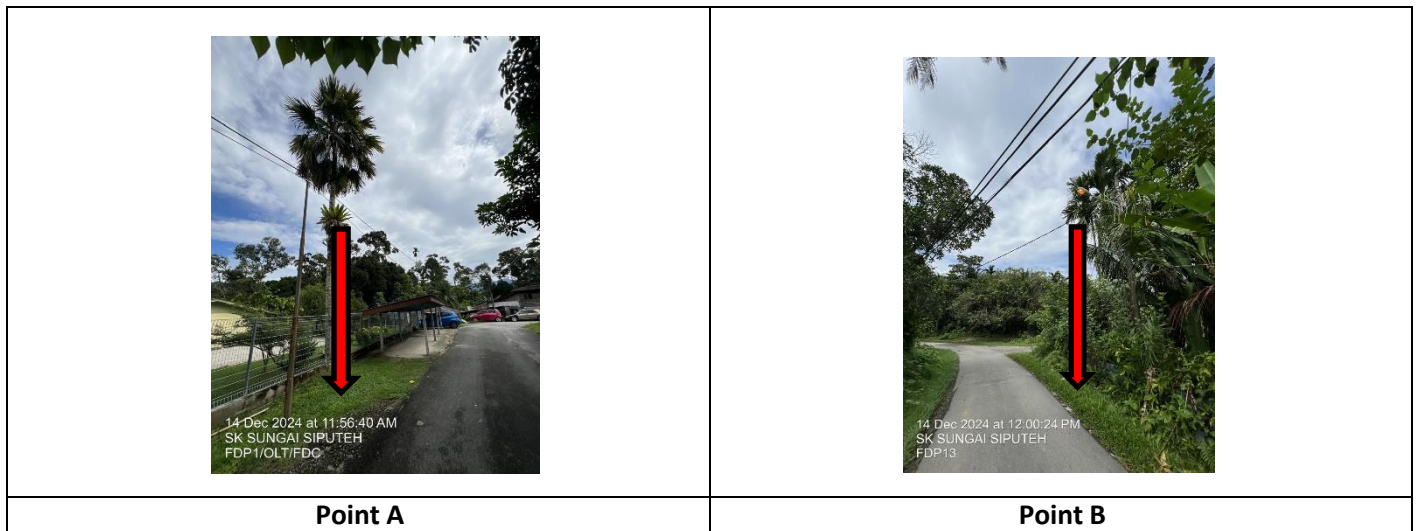 14 Dec 2024 at 11:56:40 AM
SK SUNGAI SIPUTEH
FDP1/OLT/FDC
14 Dec 2024 at 12:00:24 PM
SK SUNGAI SIPUTEH
FDP13
Point A
Point B